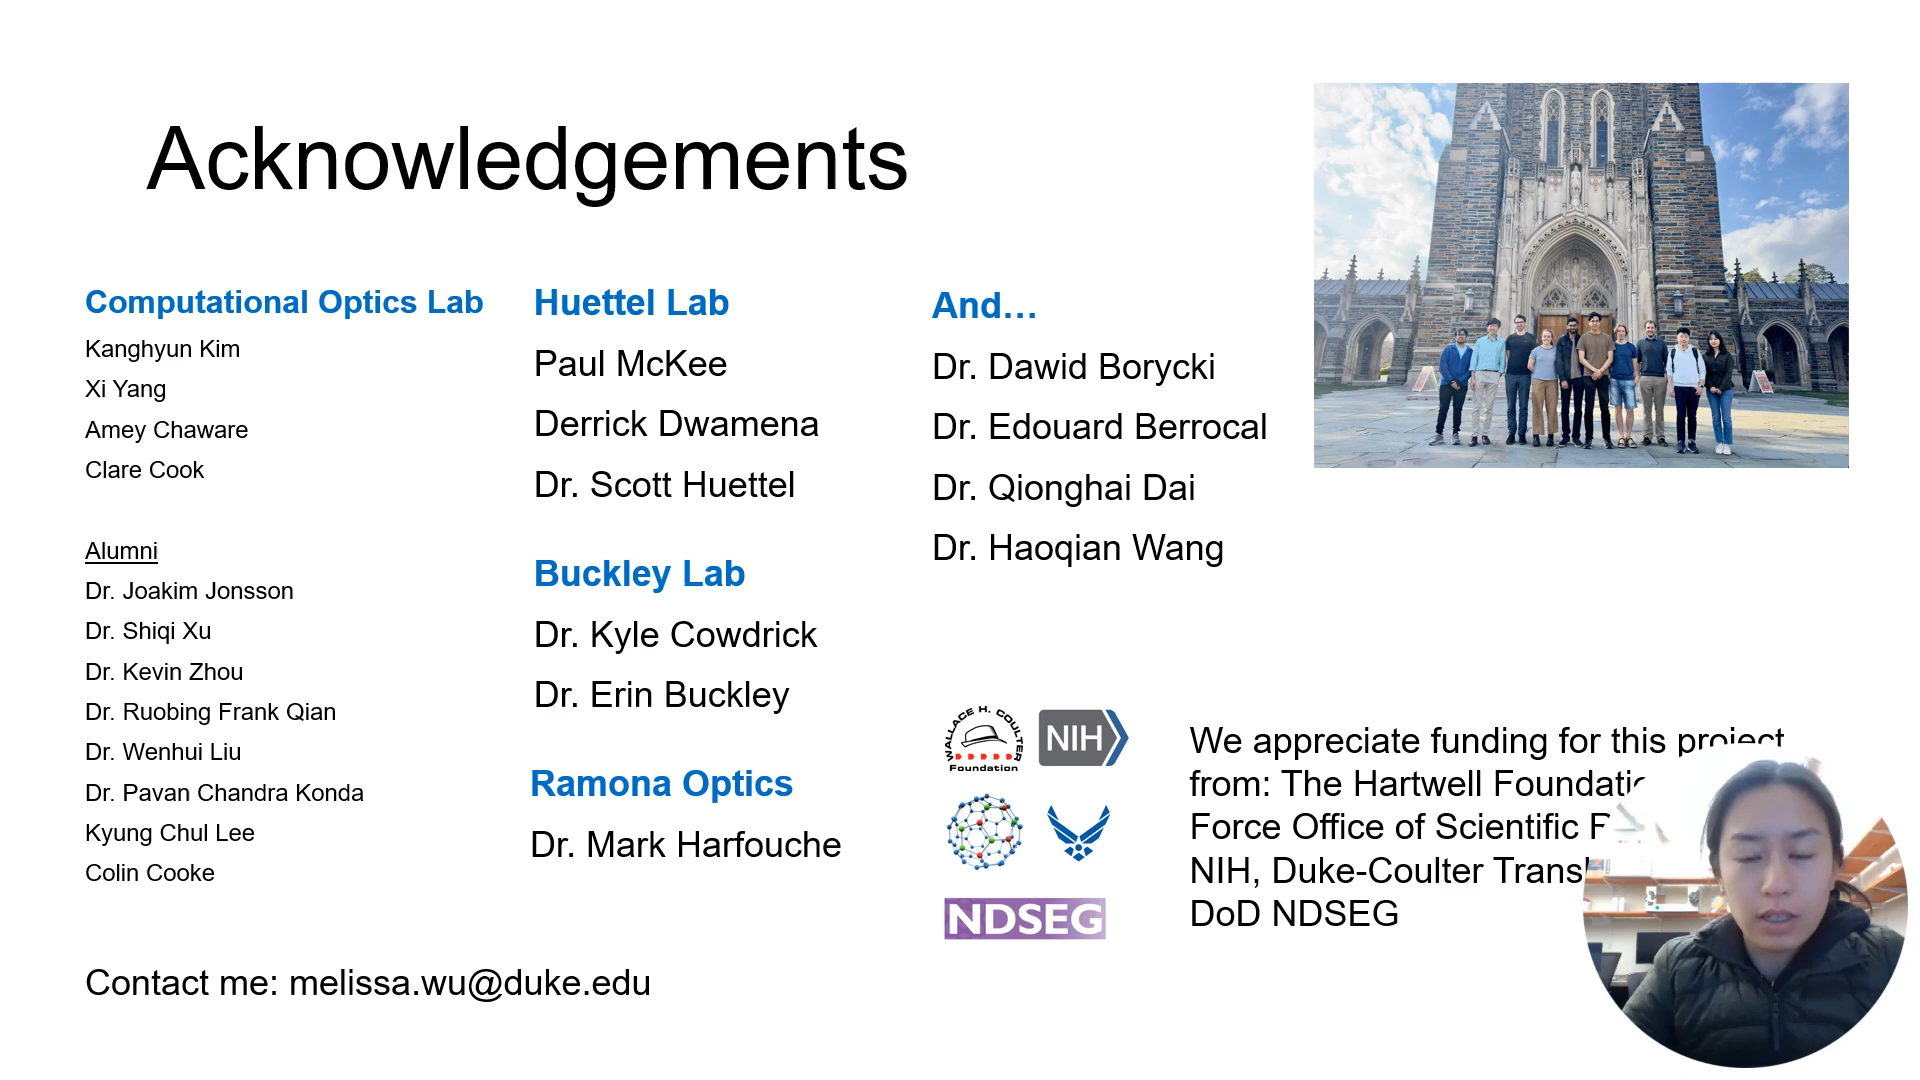 Acknowledgements
Computational Optics Lab
Kanghyun Kim
Xi Yang
Amey Chaware
Clare Cook
Alumni
Dr. Joakim Jonsson
Dr. Shiqi Xu
Dr. Kevin Zhou
Dr. Ruobing Frank Qian
Dr. Wenhui Liu
Dr. Pavan Chandra Konda
Kyung Chul Lee
Colin Cooke
Huettel Lab
Paul McKee
Derrick Dwamena
Dr. Scott Huettel
Buckley Lab
Dr. Kyle Cowdrick
Dr. Erin Buckley
Ramona Optics
Dr. Mark Harfouche
And…
Dr. Dawid Borycki
Dr. Edouard Berrocal
Dr. Qionghai Dai
Dr. Haoqian Wang
WALLACE H. COULTER
Foundation
NIH
NDSEG
We appreciate funding for this project
from: The Hartwell
Force Office of Scientific
NIH, Duke-Coulter
DoD NDSEG
Contact me: melissa.wu@duke.edu